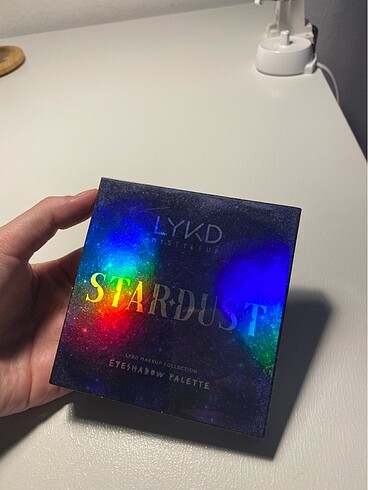 LYKD
STARDUST
LYKD MAKEUP COLLECTION
EYESHADOW PALETTE